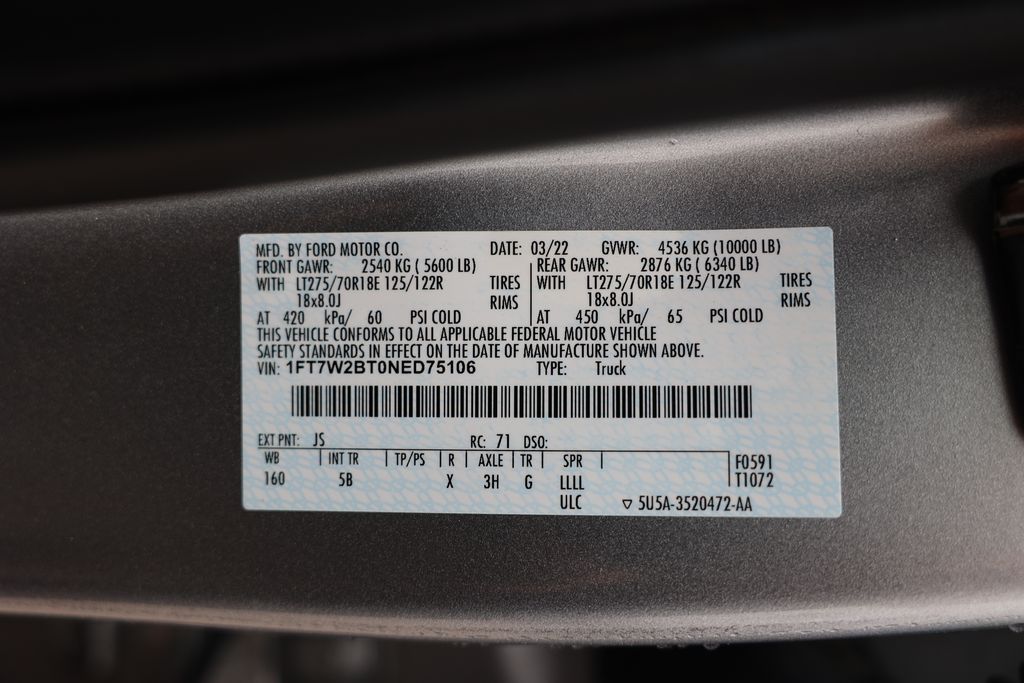 MFD. BY FORD MOTOR CO. DATE: 03/22 GVWR: 4536 KG (10000 LB)
FRONT GAWR: 2540 KG ( 5600 LB) REAR GAWR: 2876 KG ( 6340 LB)
WITH LT275/70R18E 125/122R TIRES WITH LT275/70R18E 125/122R TIRES
18x8.0J RIMS 18x8.0J RIMS
AT 420 kPa/ 60 PSI COLD AT 450 kPa/ 65 PSI COLD
THIS VEHICLE CONFORMS TO ALL APPLICABLE FEDERAL MOTOR VEHICLE
SAFETY STANDARDS IN EFFECT ON THE DATE OF MANUFACTURE SHOWN ABOVE.
VIN: 1FT7W2BT0NED75106 TYPE: Truck
EXT PNT: JS RC: 71 DSO:
WB INT TR TP/PS R AXLE TR SPR F0591
160 5B X 3H G LLLL T1072
ULC ▽ 5U5A-3520472-AA